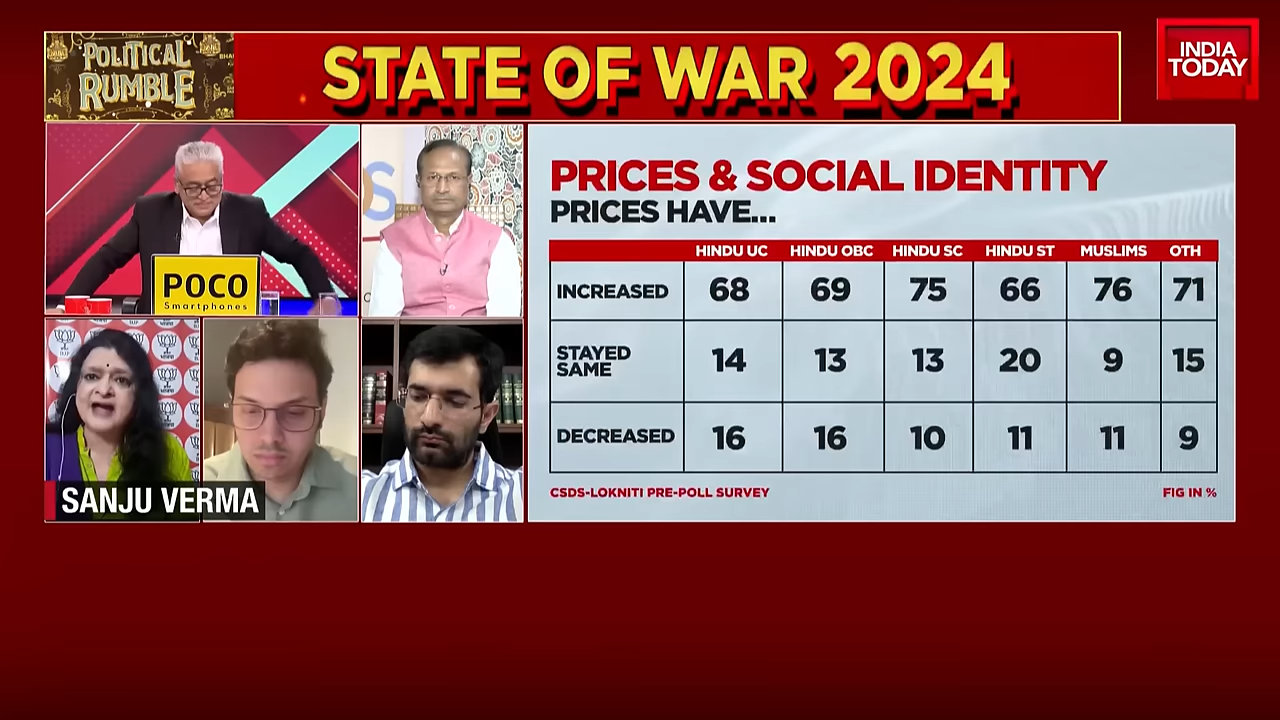 POLITICAL
RUMBLE
STATE OF WAR 2024
INDIA
TODAY
POCO
Smartphones
SANJU VERMA
PRICES & SOCIAL IDENTITY
PRICES HAVE...
HINDU UC HINDU OBC HINDU SC HINDU ST MUSLIMS OTH
INCREASED 68 69 75 66 76 71
STAYED
SAME 14 13 13 20 9 15
DECREASED 16 16 10 11 11 9
CSDS-LOKNITI PRE-POLL SURVEY
FIG IN %